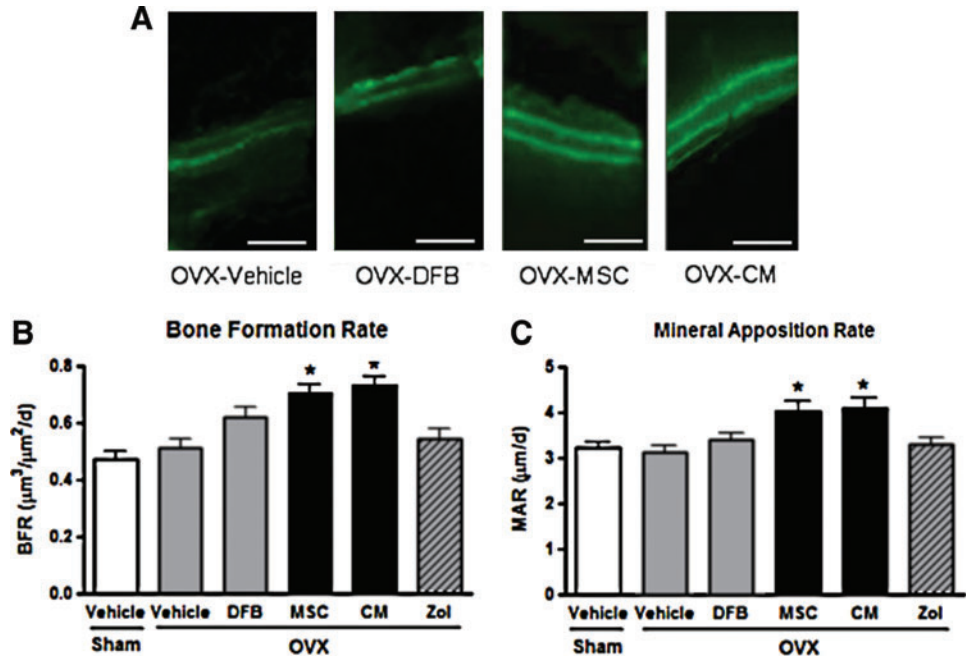 A
OVX-Vehicle OVX-DFB OVX-MSC OVX-CM
B
Bone Formation Rate
BFR (μm³/μm²/d)
0.8
0.6
0.4
0.2
0.0
* *
Vehicle Vehicle DFB MSC CM Zol
Sham OVX
C
Mineral Apposition Rate
MAR (μm/d)
5
4
3
2
1
0
* *
Vehicle Vehicle DFB MSC CM Zol
Sham OVX